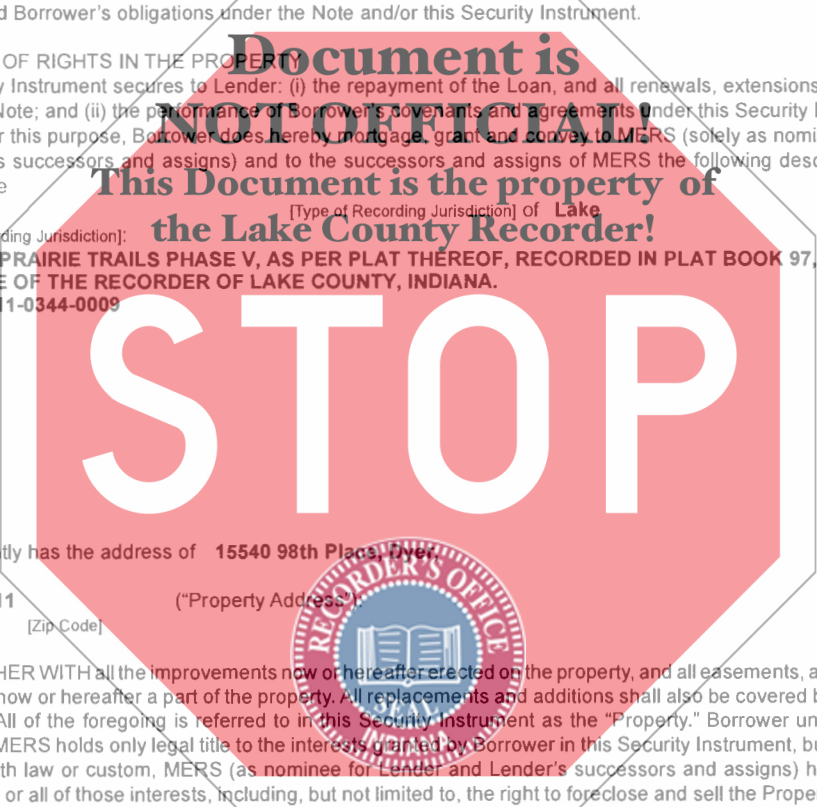 d Borrower's obligations under the Note and/or this Security Instrument.
Document is
OF RIGHTS IN THE PROPERTY
y Instrument secures to Lender: (i) the repayment of the Loan, and all renewals, extensions
Note; and (ii) the performance of Borrower's covenants and agreements under this Security I
NOT OFFICIAL!
r this purpose, Borrower does hereby mortgage, grant and convey to MERS (solely as nomi
s successors and assigns) and to the successors and assigns of MERS the following desc
This Document is the property of
e
[Type of Recording Jurisdiction] of Lake
the Lake County Recorder!
ding Jurisdiction]:
PRAIRIE TRAILS PHASE V, AS PER PLAT THEREOF, RECORDED IN PLAT BOOK 97,
E OF THE RECORDER OF LAKE COUNTY, INDIANA.
11-0344-0009
STOP
tly has the address of 15540 98th Place, Dyer,
11 ("Property Address"):
[Zip Code]
RECORDER'S OFFICE
SEAL
INDIANA
HER WITH all the improvements now or hereafter erected on the property, and all easements, a
now or hereafter a part of the property. All replacements and additions shall also be covered b
All of the foregoing is referred to in this Security Instrument as the "Property." Borrower un
MERS holds only legal title to the interests granted by Borrower in this Security Instrument, bu
th law or custom, MERS (as nominee for Lender and Lender's successors and assigns) h
or all of those interests, including, but not limited to, the right to foreclose and sell the Prope